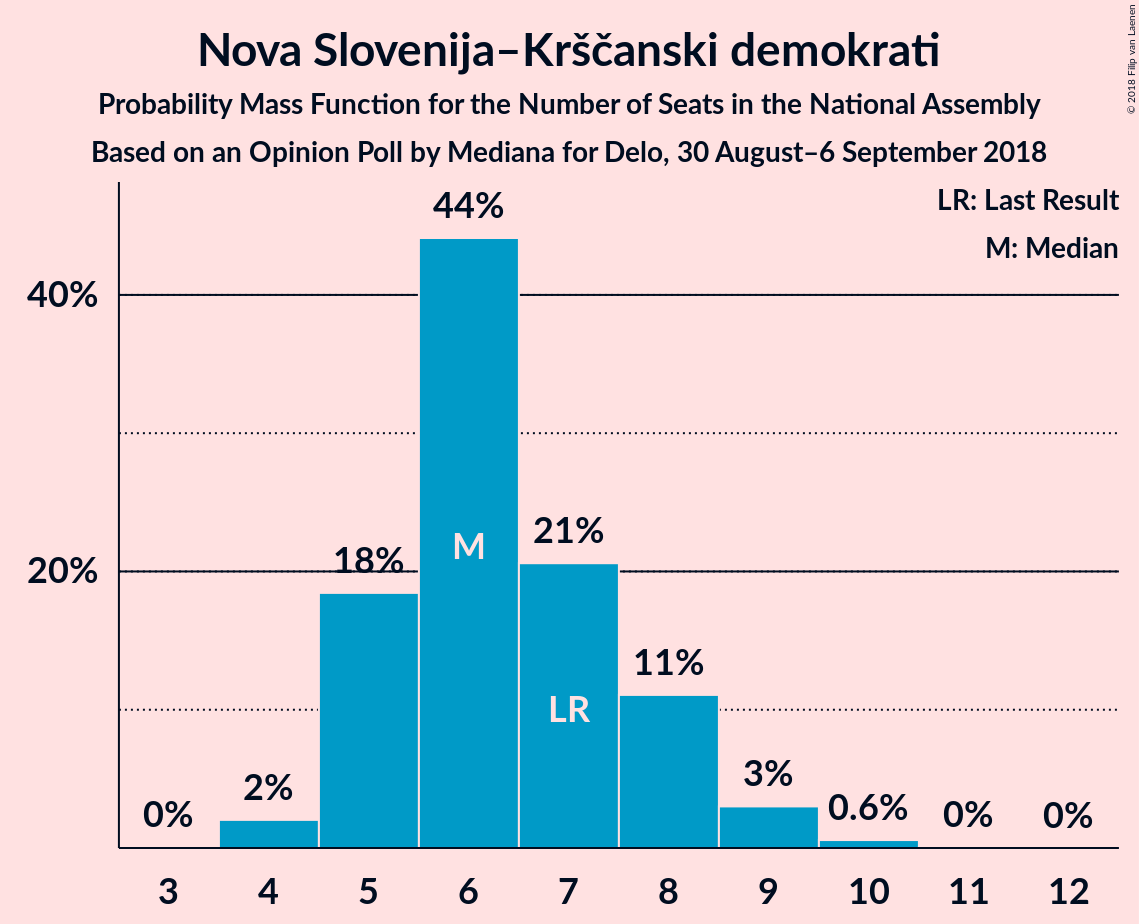 Nova Slovenija–Krščanski demokrati
Probability Mass Function for the Number of Seats in the National Assembly
Based on an Opinion Poll by Mediana for Delo, 30 August–6 September 2018
© 2018 Filip van Laenen
LR: Last Result
M: Median
44%
40%
21%
18%
M
20%
11%
LR
3%
2%
0.6%
0%
0%
0%
3 4 5 6 7 8 9 10 11 12